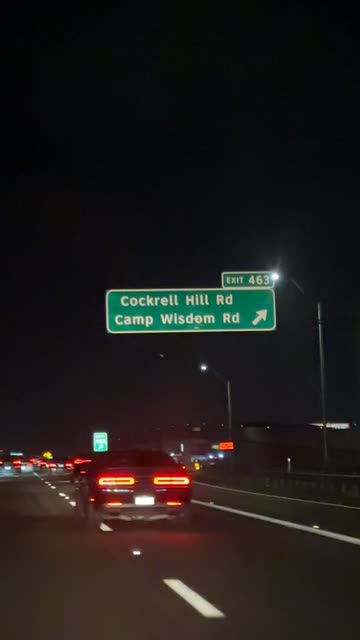 EXIT 463
Cockrell Hill Rd
Camp Wisdom Rd